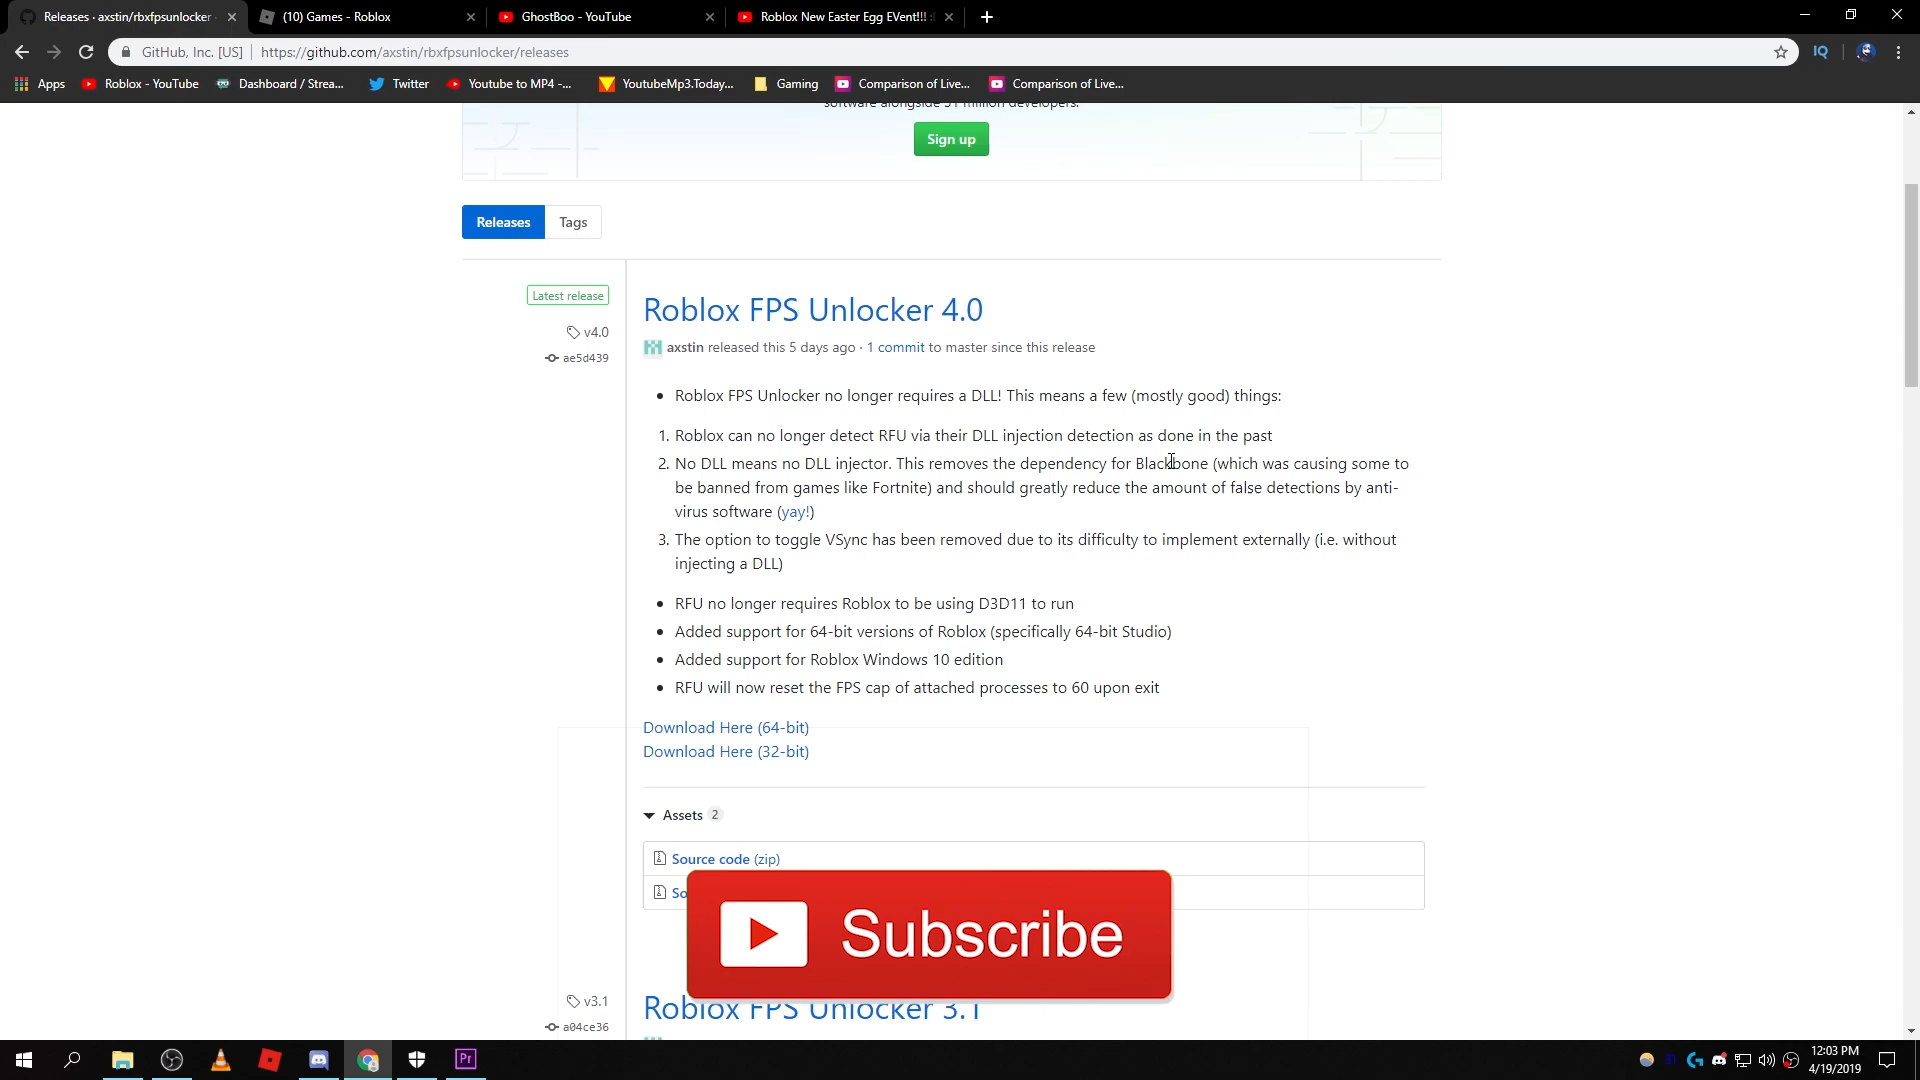 Releases · axstin/rbxfpsunlocker
(10) Games - Roblox
GhostBoo - YouTube
Roblox New Easter Egg EVent!!! :
GitHub, Inc. [US]
https://github.com/axstin/rbxfpsunlocker/releases
IQ
Apps
Roblox - YouTube
Dashboard / Strea...
Twitter
Youtube to MP4 -...
YoutubeMp3.Today...
Gaming
Comparison of Live...
Comparison of Live...
software alongside 31 million developers.
Sign up
Releases
Tags
Latest release
v4.0
ae5d439
Roblox FPS Unlocker 4.0
axstin released this 5 days ago · 1 commit to master since this release
• Roblox FPS Unlocker no longer requires a DLL! This means a few (mostly good) things:
1. Roblox can no longer detect RFU via their DLL injection detection as done in the past
2. No DLL means no DLL injector. This removes the dependency for Blackbone (which was causing some to
be banned from games like Fortnite) and should greatly reduce the amount of false detections by anti-
virus software (yay!)
3. The option to toggle VSync has been removed due to its difficulty to implement externally (i.e. without
injecting a DLL)
• RFU no longer requires Roblox to be using D3D11 to run
• Added support for 64-bit versions of Roblox (specifically 64-bit Studio)
• Added support for Roblox Windows 10 edition
• RFU will now reset the FPS cap of attached processes to 60 upon exit
Download Here (64-bit)
Download Here (32-bit)
Assets 2
Source code (zip)
So
Subscribe
v3.1
a04ce36
Roblox FPS Unlocker 3.1
Pr
12:03 PM
4/19/2019